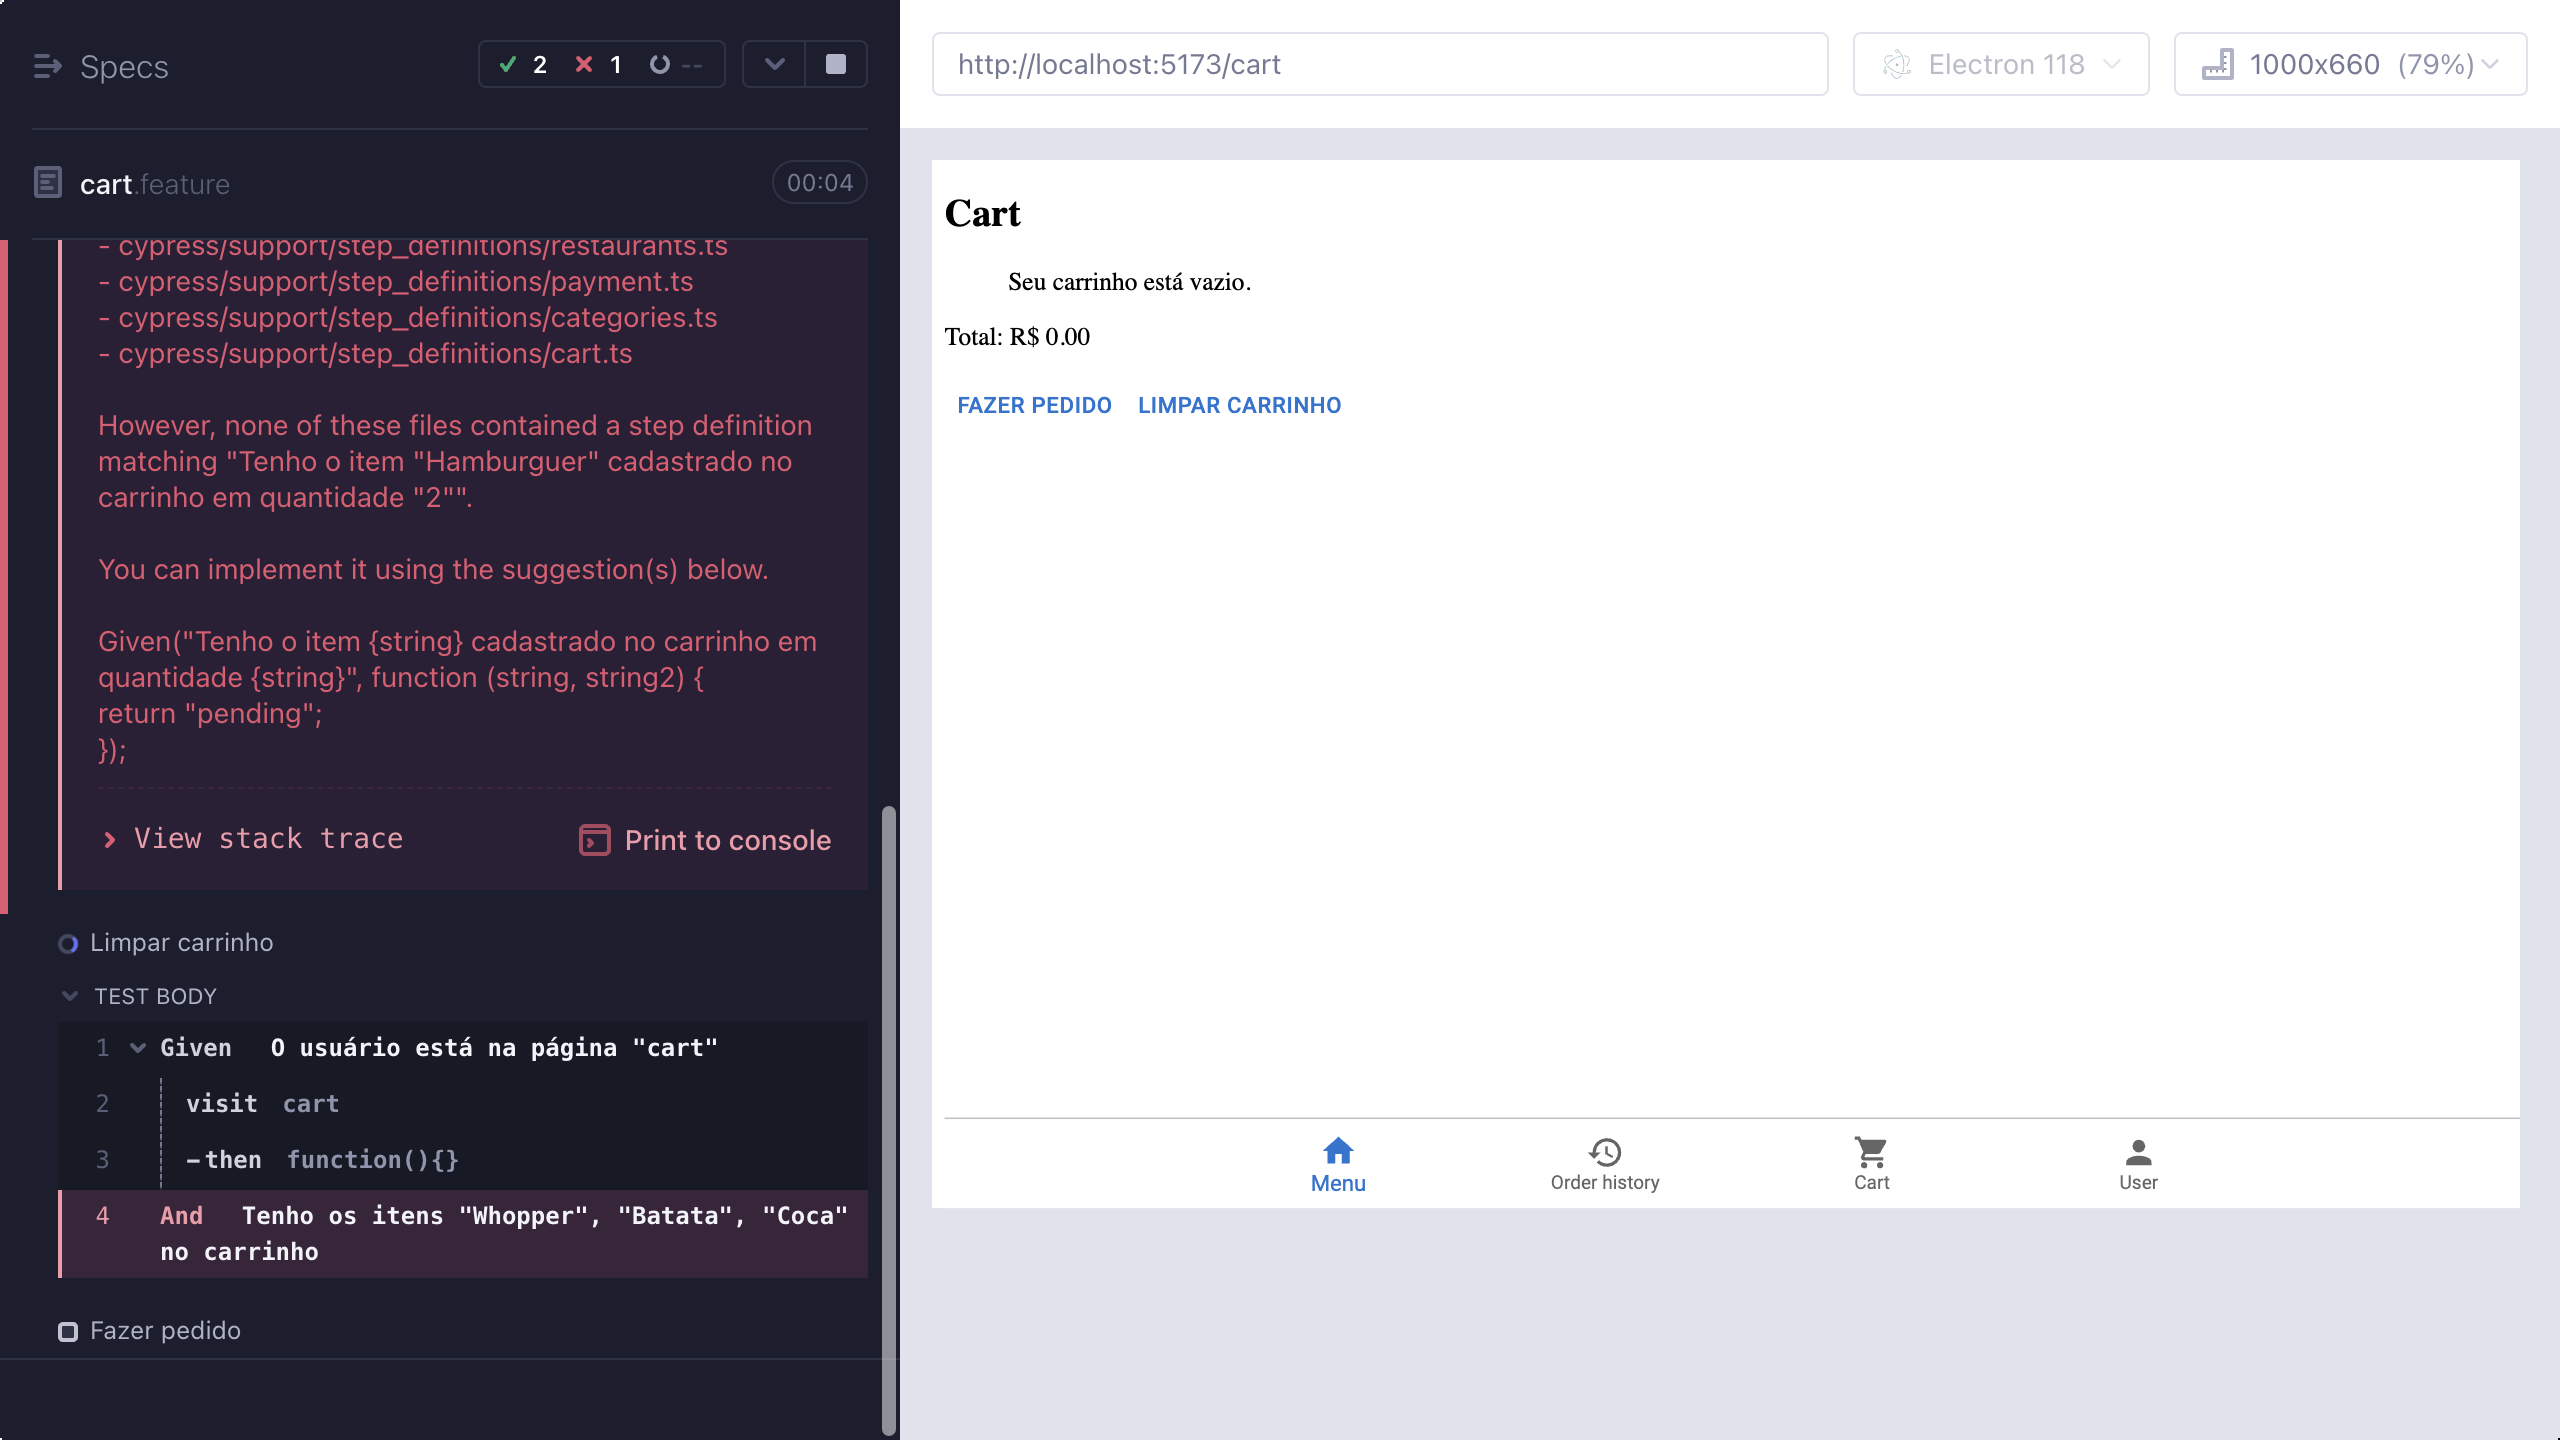 Specs
2 1 --
cart.feature
00:04
- cypress/support/step_definitions/restaurants.ts
- cypress/support/step_definitions/payment.ts
- cypress/support/step_definitions/categories.ts
- cypress/support/step_definitions/cart.ts
However, none of these files contained a step definition
matching "Tenho o item "Hamburguer" cadastrado no
carrinho em quantidade "2"".
You can implement it using the suggestion(s) below.
Given("Tenho o item {string} cadastrado no carrinho em
quantidade {string}", function (string, string2) {
return "pending";
});
View stack trace
Print to console
Limpar carrinho
TEST BODY
1 Given O usuário está na página "cart"
2 visit cart
3 -then function(){}
4 And Tenho os itens "Whopper", "Batata", "Coca"
no carrinho
Fazer pedido
http://localhost:5173/cart
Electron 118
1000x660 (79%)
Cart
Seu carrinho está vazio.
Total: R$ 0.00
FAZER PEDIDO LIMPAR CARRINHO
Menu
Order history
Cart
User